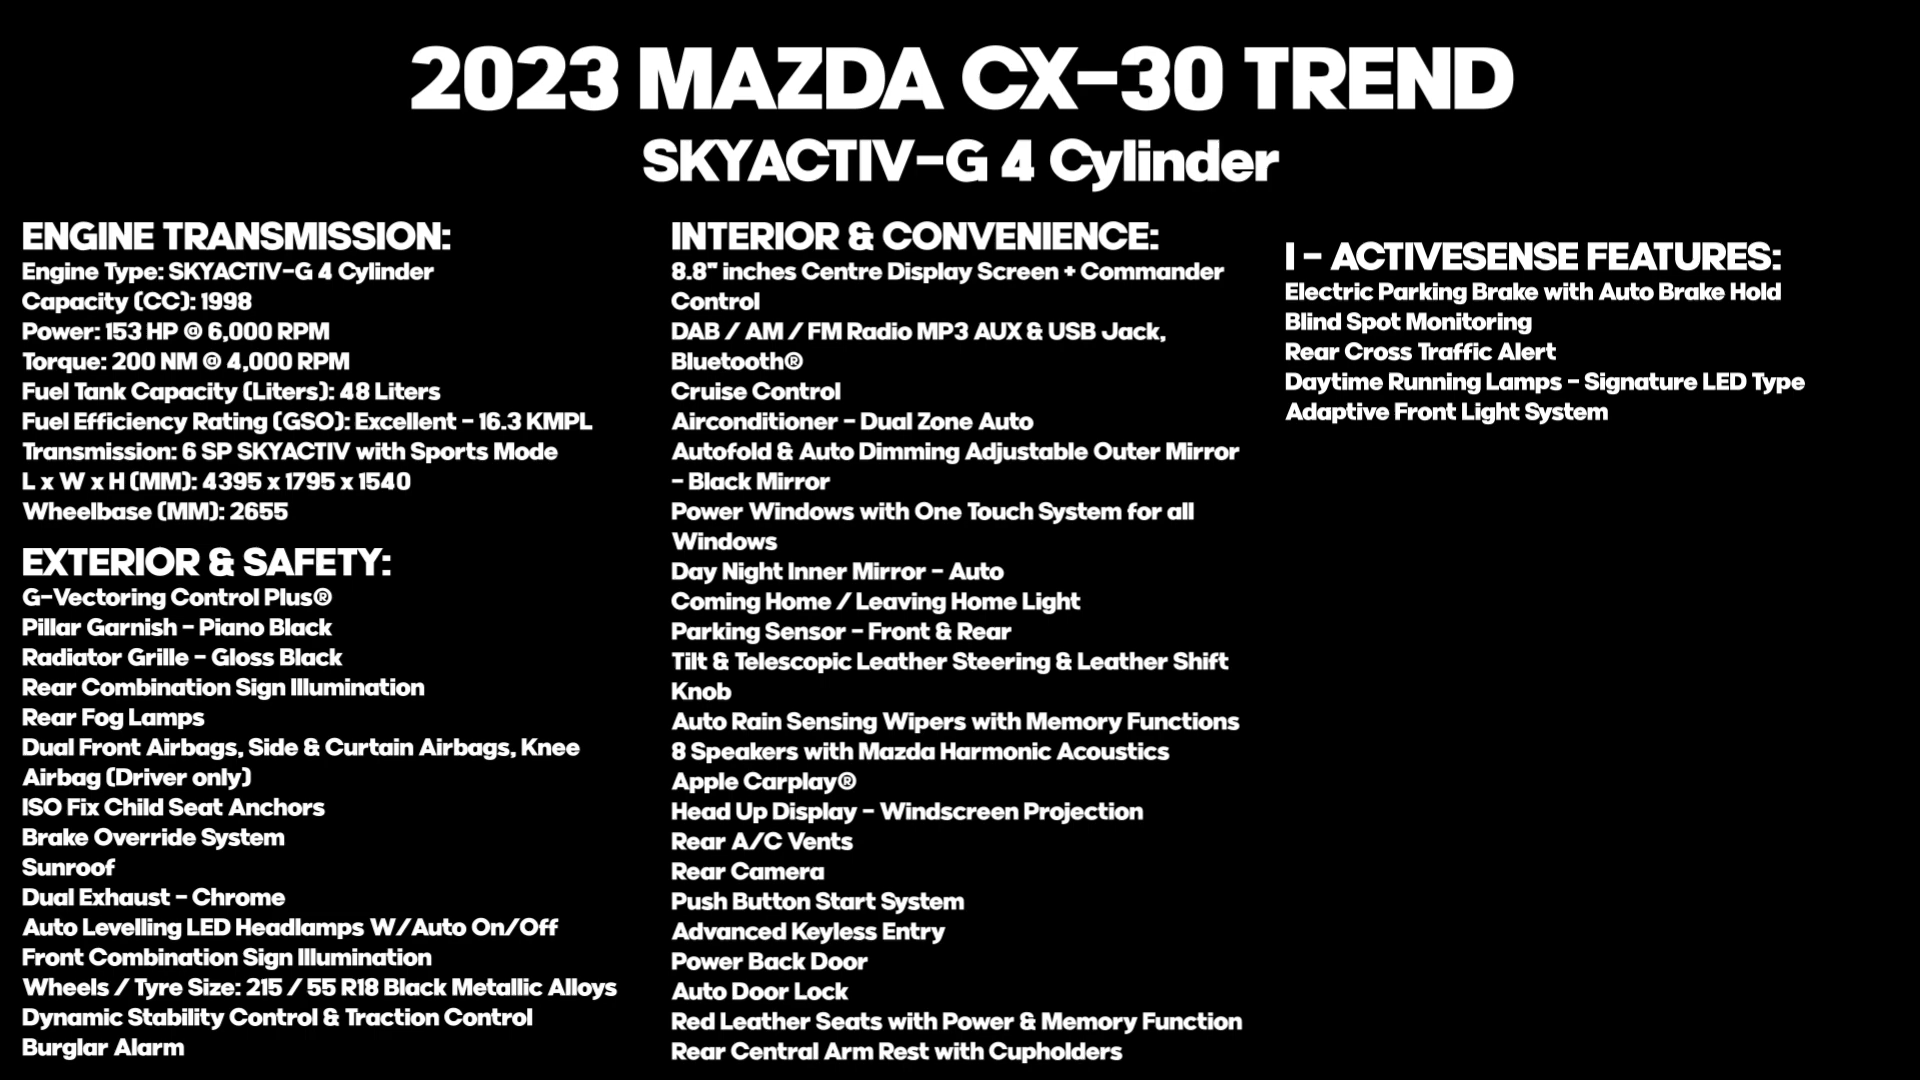 2023 MAZDA CX-30 TREND
SKYACTIV-G 4 Cylinder
ENGINE TRANSMISSION:
Engine Type: SKYACTIV-G 4 Cylinder
Capacity (CC): 1998
Power: 153 HP @ 6,000 RPM
Torque: 200 NM @ 4,000 RPM
Fuel Tank Capacity (Liters): 48 Liters
Fuel Efficiency Rating (GSO): Excellent - 16.3 KMPL
Transmission: 6 SP SKYACTIV with Sports Mode
L x W x H (MM): 4395 x 1795 x 1540
Wheelbase (MM): 2655
EXTERIOR & SAFETY:
G-Vectoring Control Plus®
Pillar Garnish - Piano Black
Radiator Grille - Gloss Black
Rear Combination Sign Illumination
Rear Fog Lamps
Dual Front Airbags, Side & Curtain Airbags, Knee
Airbag (Driver only)
ISO Fix Child Seat Anchors
Brake Override System
Sunroof
Dual Exhaust - Chrome
Auto Levelling LED Headlamps W/Auto On/Off
Front Combination Sign Illumination
Wheels / Tyre Size: 215 / 55 R18 Black Metallic Alloys
Dynamic Stability Control & Traction Control
Burglar Alarm
INTERIOR & CONVENIENCE:
8.8" inches Centre Display Screen + Commander
Control
DAB / AM / FM Radio MP3 AUX & USB Jack,
Bluetooth®
Cruise Control
Airconditioner - Dual Zone Auto
Autofold & Auto Dimming Adjustable Outer Mirror
- Black Mirror
Power Windows with One Touch System for all
Windows
Day Night Inner Mirror - Auto
Coming Home / Leaving Home Light
Parking Sensor - Front & Rear
Tilt & Telescopic Leather Steering & Leather Shift
Knob
Auto Rain Sensing Wipers with Memory Functions
8 Speakers with Mazda Harmonic Acoustics
Apple Carplay®
Head Up Display - Windscreen Projection
Rear A/C Vents
Rear Camera
Push Button Start System
Advanced Keyless Entry
Power Back Door
Auto Door Lock
Red Leather Seats with Power & Memory Function
Rear Central Arm Rest with Cupholders
I - ACTIVESENSE FEATURES:
Electric Parking Brake with Auto Brake Hold
Blind Spot Monitoring
Rear Cross Traffic Alert
Daytime Running Lamps - Signature LED Type
Adaptive Front Light System